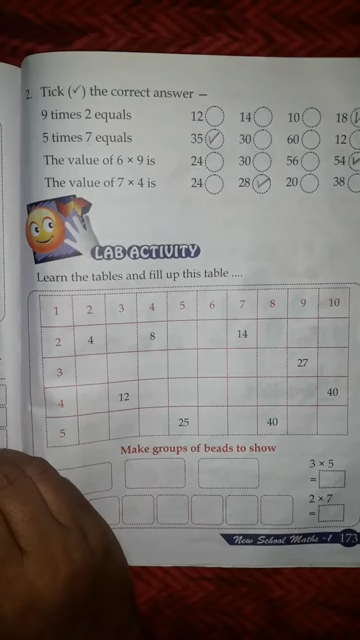 2. Tick (✓) the correct answer —
9 times 2 equals 12 14 10 18
5 times 7 equals 35 30 60 12
The value of 6 × 9 is 24 30 56 54
The value of 7 × 4 is 24 28 20 38
LAB ACTIVITY
Learn the tables and fill up this table ....
1 2 3 4 5 6 7 8 9 10
2 4 8 14
3 27
4 12 40
5 25 40
Make groups of beads to show
3 × 5
=
2 × 7
=
New School Maths -1 173